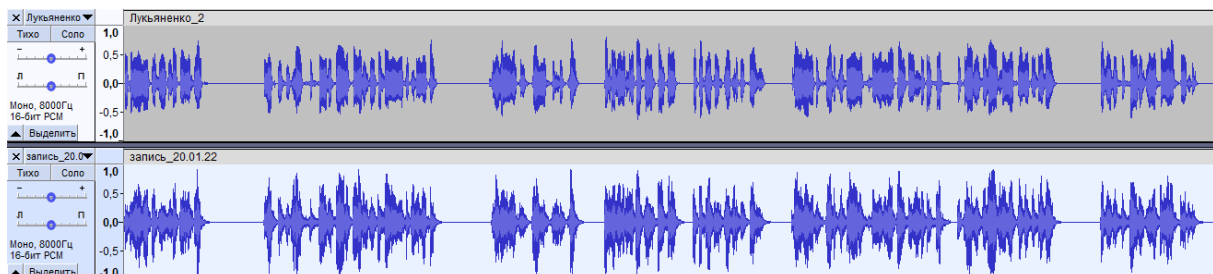 × Лукьяненко▼ Лукьяненко_2
Тихо Соло 1,0
- + 0,5
Л П 0,0
Моно, 8000Гц -0,5
16-бит PCM
▲ Выделить -1,0
× запись_20.0▼ запись_20.01.22
Тихо Соло 1,0
- + 0,5
Л П 0,0
Моно, 8000Гц -0,5
16-бит PCM
▲ Выделить -1,0